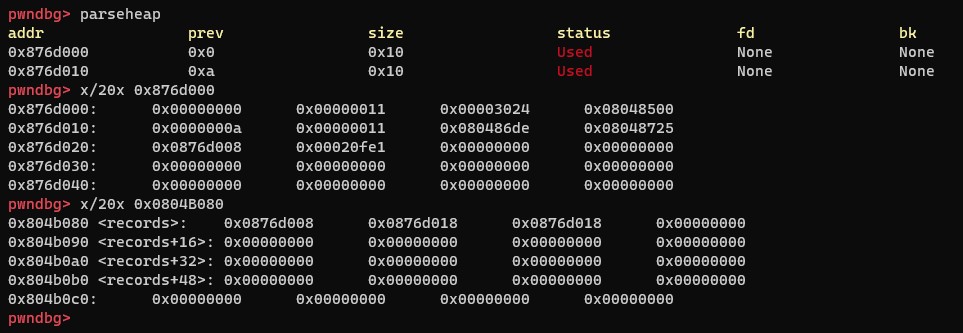 pwndbg> parseheap
addr prev size status fd bk
0x876d000 0x0 0x10 Used None None
0x876d010 0xa 0x10 Used None None
pwndbg> x/20x 0x876d000
0x876d000: 0x00000000 0x00000011 0x00003024 0x08048500
0x876d010: 0x0000000a 0x00000011 0x080486de 0x08048725
0x876d020: 0x0876d008 0x00020fe1 0x00000000 0x00000000
0x876d030: 0x00000000 0x00000000 0x00000000 0x00000000
0x876d040: 0x00000000 0x00000000 0x00000000 0x00000000
pwndbg> x/20x 0x0804B080
0x804b080 <records>: 0x0876d008 0x0876d018 0x0876d018 0x00000000
0x804b090 <records+16>: 0x00000000 0x00000000 0x00000000 0x00000000
0x804b0a0 <records+32>: 0x00000000 0x00000000 0x00000000 0x00000000
0x804b0b0 <records+48>: 0x00000000 0x00000000 0x00000000 0x00000000
0x804b0c0: 0x00000000 0x00000000 0x00000000 0x00000000
pwndbg>